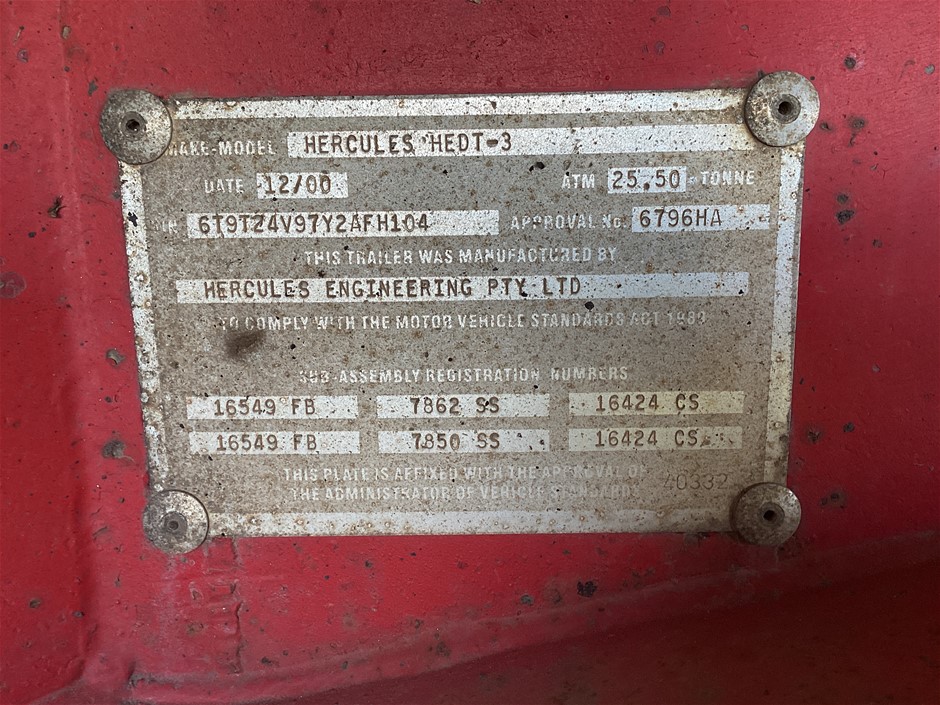 MAKE-MODEL HERCULES HEDT-3
DATE 12/00 ATM 25.50 TONNE
6T9TZ4V97Y2AFH104 APPROVAL No. 6796HA
THIS TRAILER WAS MANUFACTURED BY
HERCULES ENGINEERING PTY LTD
TO COMPLY WITH THE MOTOR VEHICLE STANDARDS ACT 1989
SUB-ASSEMBLY REGISTRATION NUMBERS
16549 FB 7862 SS 16424 CS
16549 FB 7850 SS 16424 CS
THIS PLATE IS AFFIXED WITH THE APPROVAL OF
THE ADMINISTRATOR OF VEHICLE STANDARDS 40332